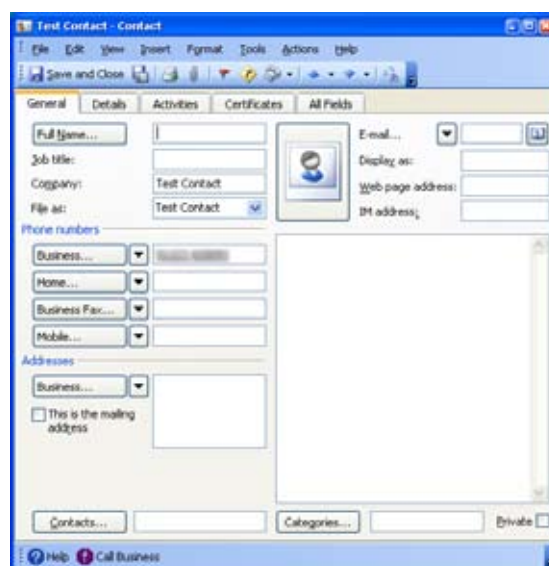 Test Contact - Contact
File Edit View Insert Format Tools Actions Help
Save and Close
General Details Activities Certificates All Fields
Full Name...
E-mail...
Job title:
Display as:
Company: Test Contact
Web page address:
File as: Test Contact
IM address:
Phone numbers
Business...
Home...
Business Fax...
Mobile...
Addresses
Business...
This is the mailing
address
Contacts...
Categories...
Private
Help Call Business